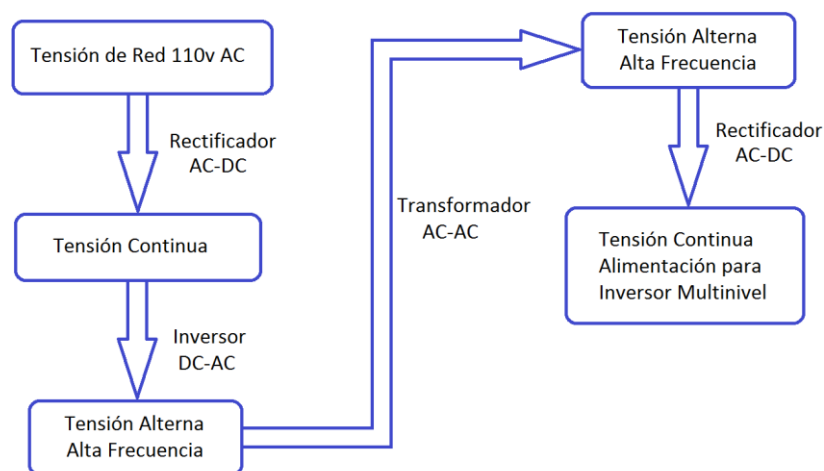 Tensión de Red 110v AC
Rectificador
AC-DC
Tensión Continua
Inversor
DC-AC
Tensión Alterna
Alta Frecuencia
Transformador
AC-AC
Tensión Alterna
Alta Frecuencia
Rectificador
AC-DC
Tensión Continua
Alimentación para
Inversor Multinivel